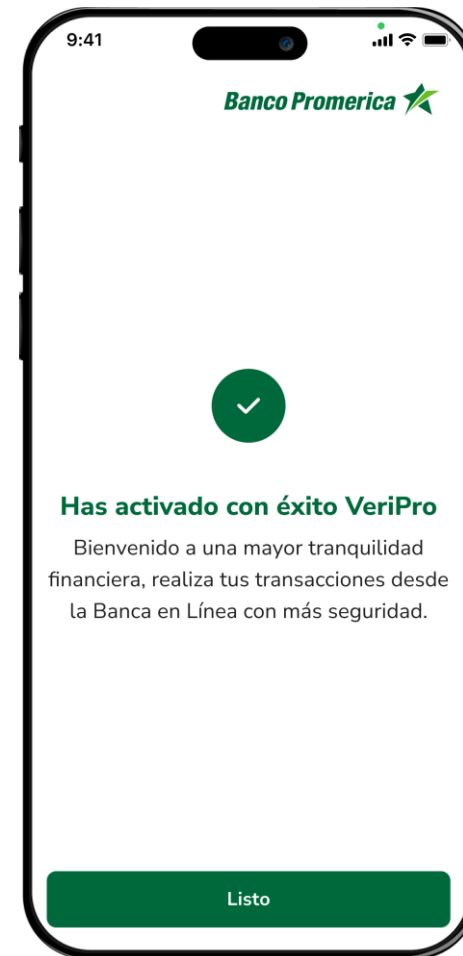 9:41
Banco Promerica
Has activado con éxito VeriPro
Bienvenido a una mayor tranquilidad
financiera, realiza tus transacciones desde
la Banca en Línea con más seguridad.
Listo